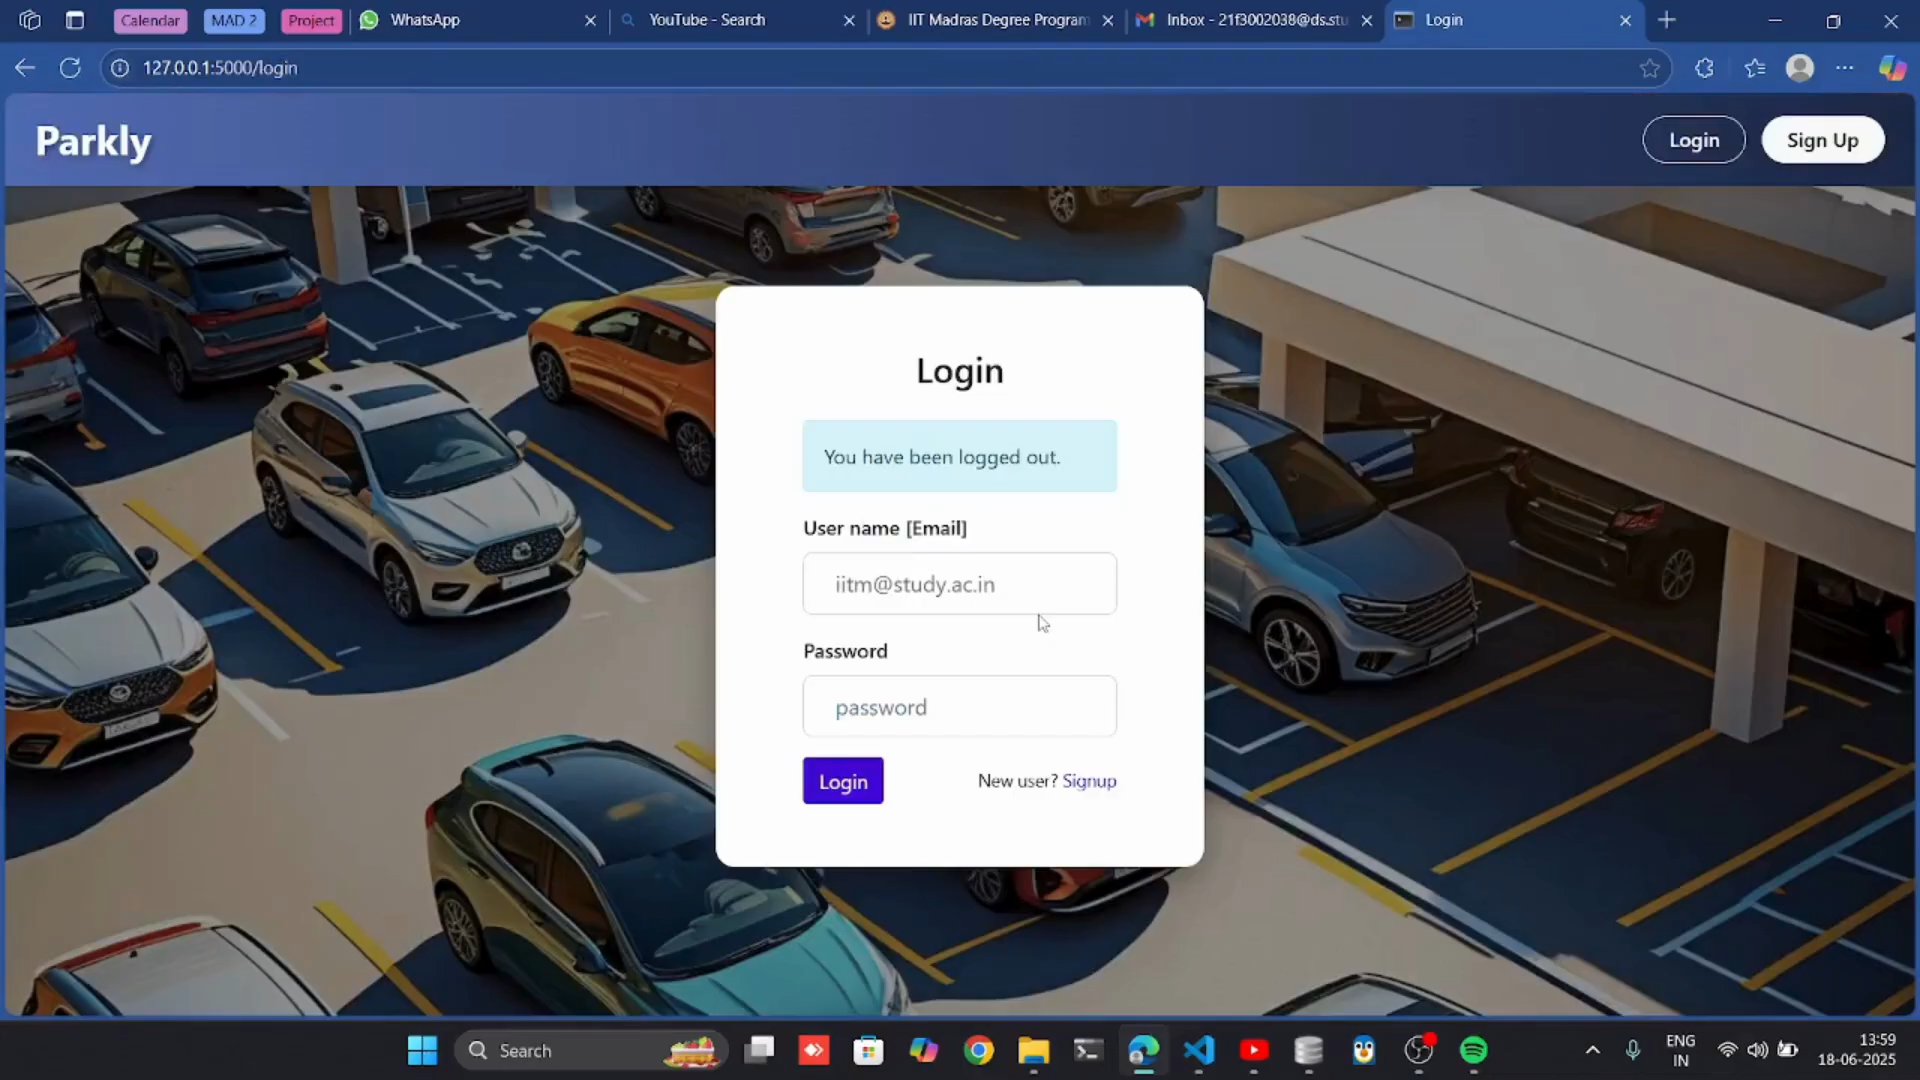 Calendar
MAD 2
Project
WhatsApp
YouTube - Search
IIT Madras Degree Program
Inbox - 21f3002038@ds.stu
Login
127.0.0.1:5000/login
Parkly
Login
Sign Up
Login
You have been logged out.
User name [Email]
iitm@study.ac.in
Password
password
Login
New user? Signup
Search
ENG
IN
13:59
18-06-2025